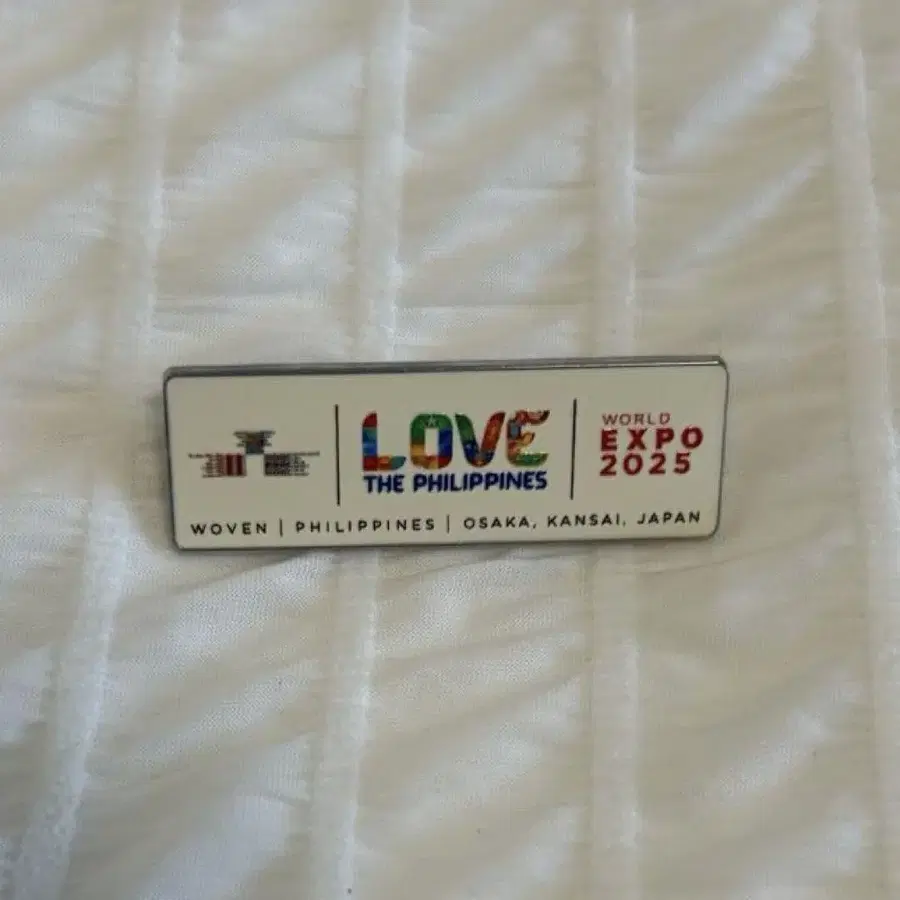 LOVE
THE PHILIPPINES
WORLD
EXPO
2025
WOVEN | PHILIPPINES | OSAKA, KANSAI, JAPAN